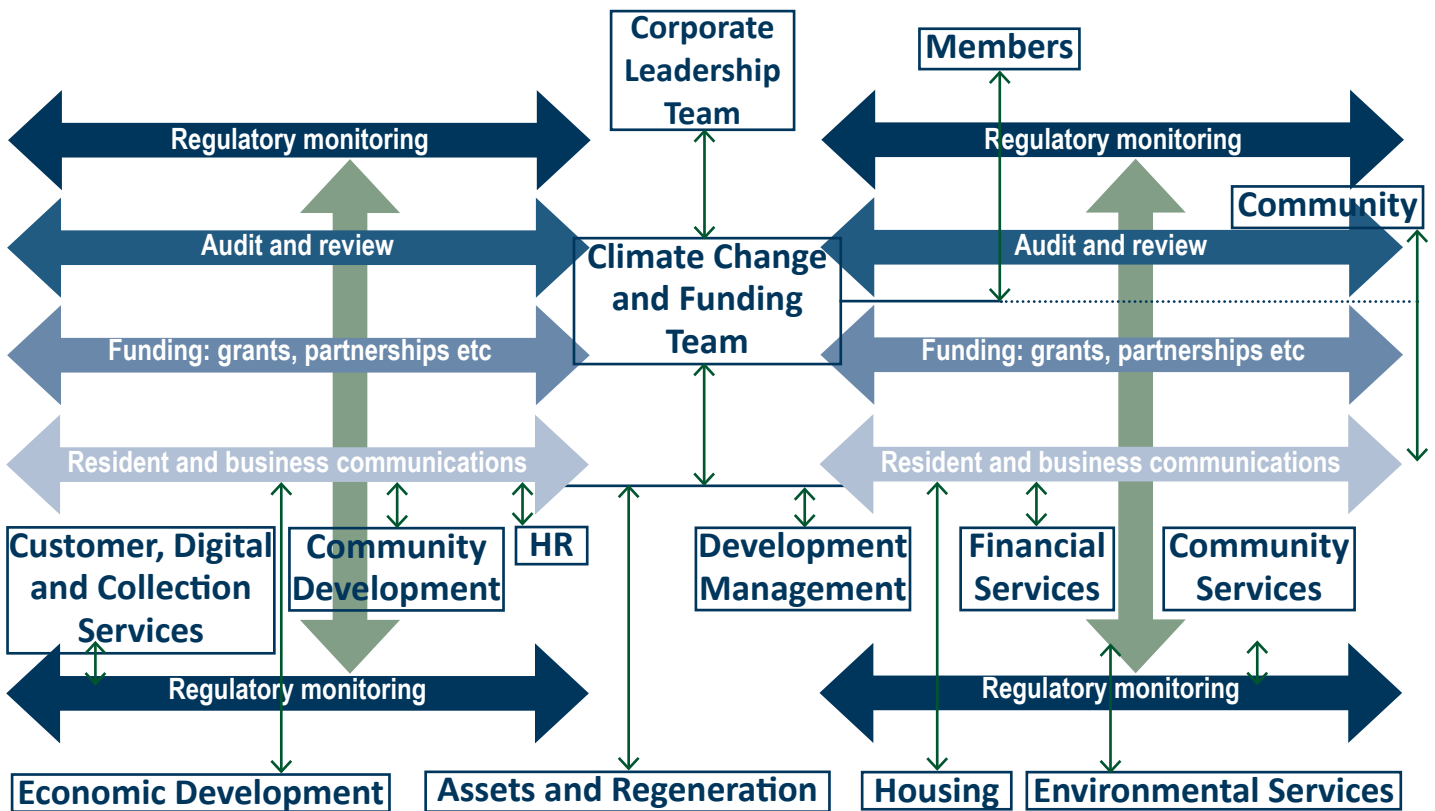 Corporate
Leadership
Team
Members
Regulatory monitoring
Regulatory monitoring
Community
Audit and review
Audit and review
Climate Change
and Funding
Team
Funding: grants, partnerships etc
Funding: grants, partnerships etc
Resident and business communications
Resident and business communications
Customer, Digital
and Collection
Services
Community
Development
HR
Development
Management
Financial
Services
Community
Services
Regulatory monitoring
Regulatory monitoring
Economic Development
Assets and Regeneration
Housing
Environmental Services